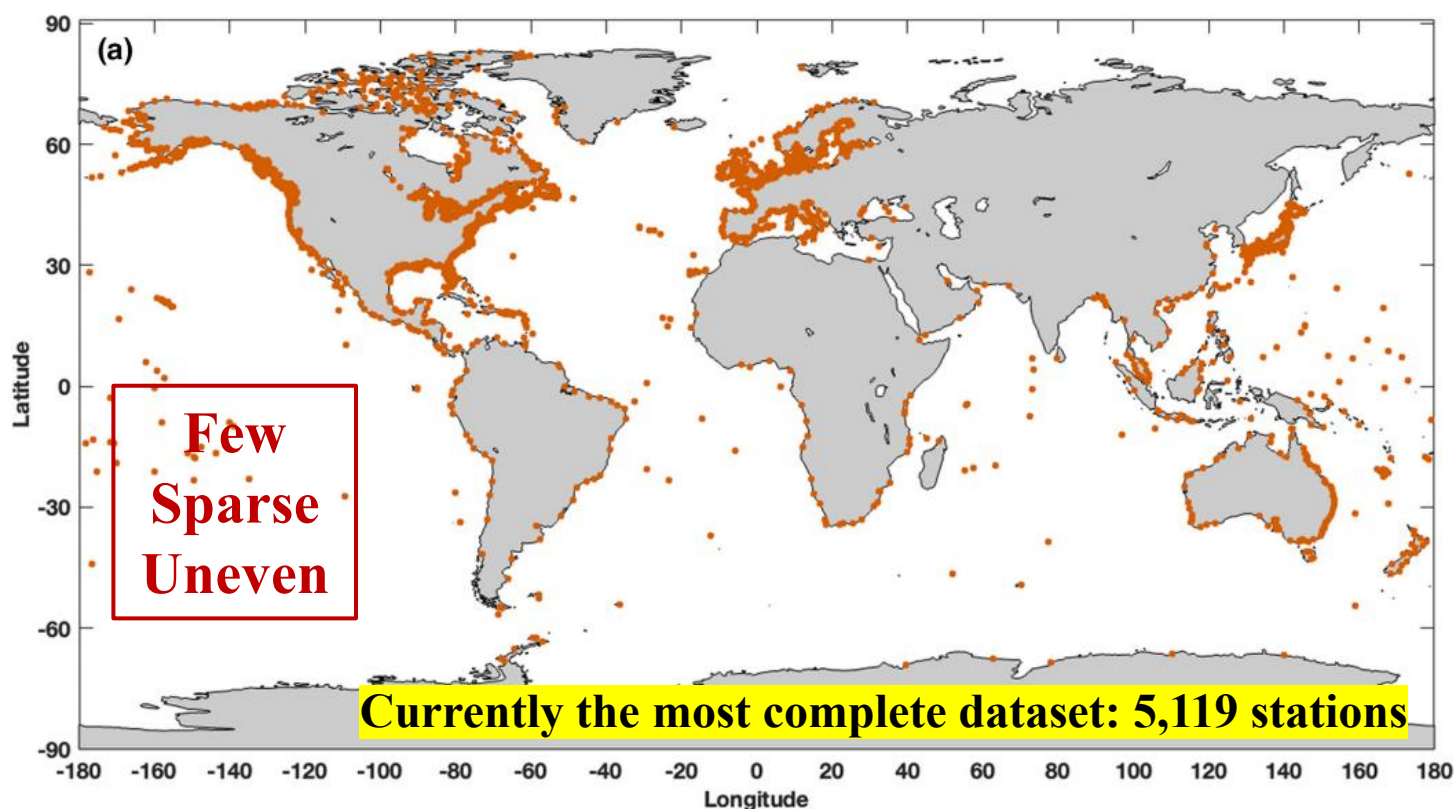 (a)
90
60
30
0
-30
-60
-90
Latitude
Few
Sparse
Uneven
Currently the most complete dataset: 5,119 stations
-180 -160 -140 -120 -100 -80 -60 -40 -20 0 20 40 60 80 100 120 140 160 180
Longitude